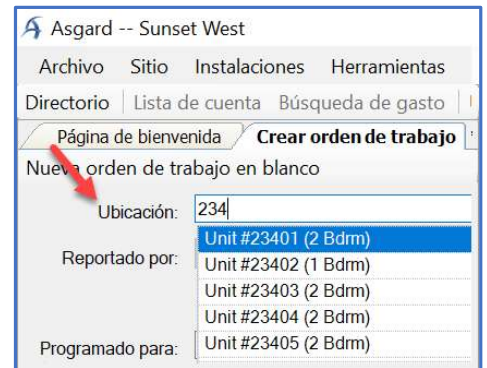 Asgard -- Sunset West
Archivo Sitio Instalaciones Herramientas
Directorio Lista de cuenta Búsqueda de gasto
Página de bienvenida Crear orden de trabajo
Nueva orden de trabajo en blanco
Ubicación: 234
Unit #23401 (2 Bdrm)
Reportado por:
Unit #23402 (1 Bdrm)
Unit #23403 (2 Bdrm)
Unit #23404 (2 Bdrm)
Programado para:
Unit #23405 (2 Bdrm)